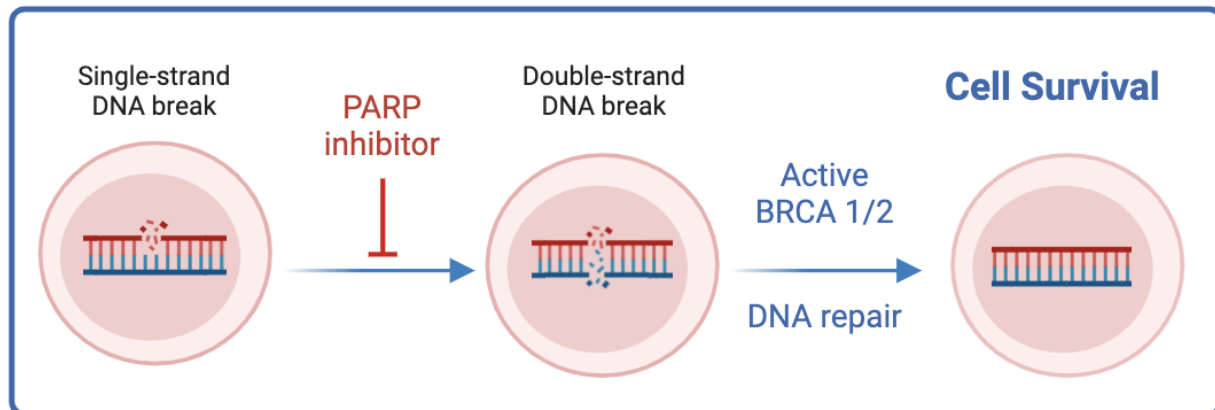 Single-strand
DNA break
PARP
inhibitor
Double-strand
DNA break
Active
BRCA 1/2
DNA repair
Cell Survival